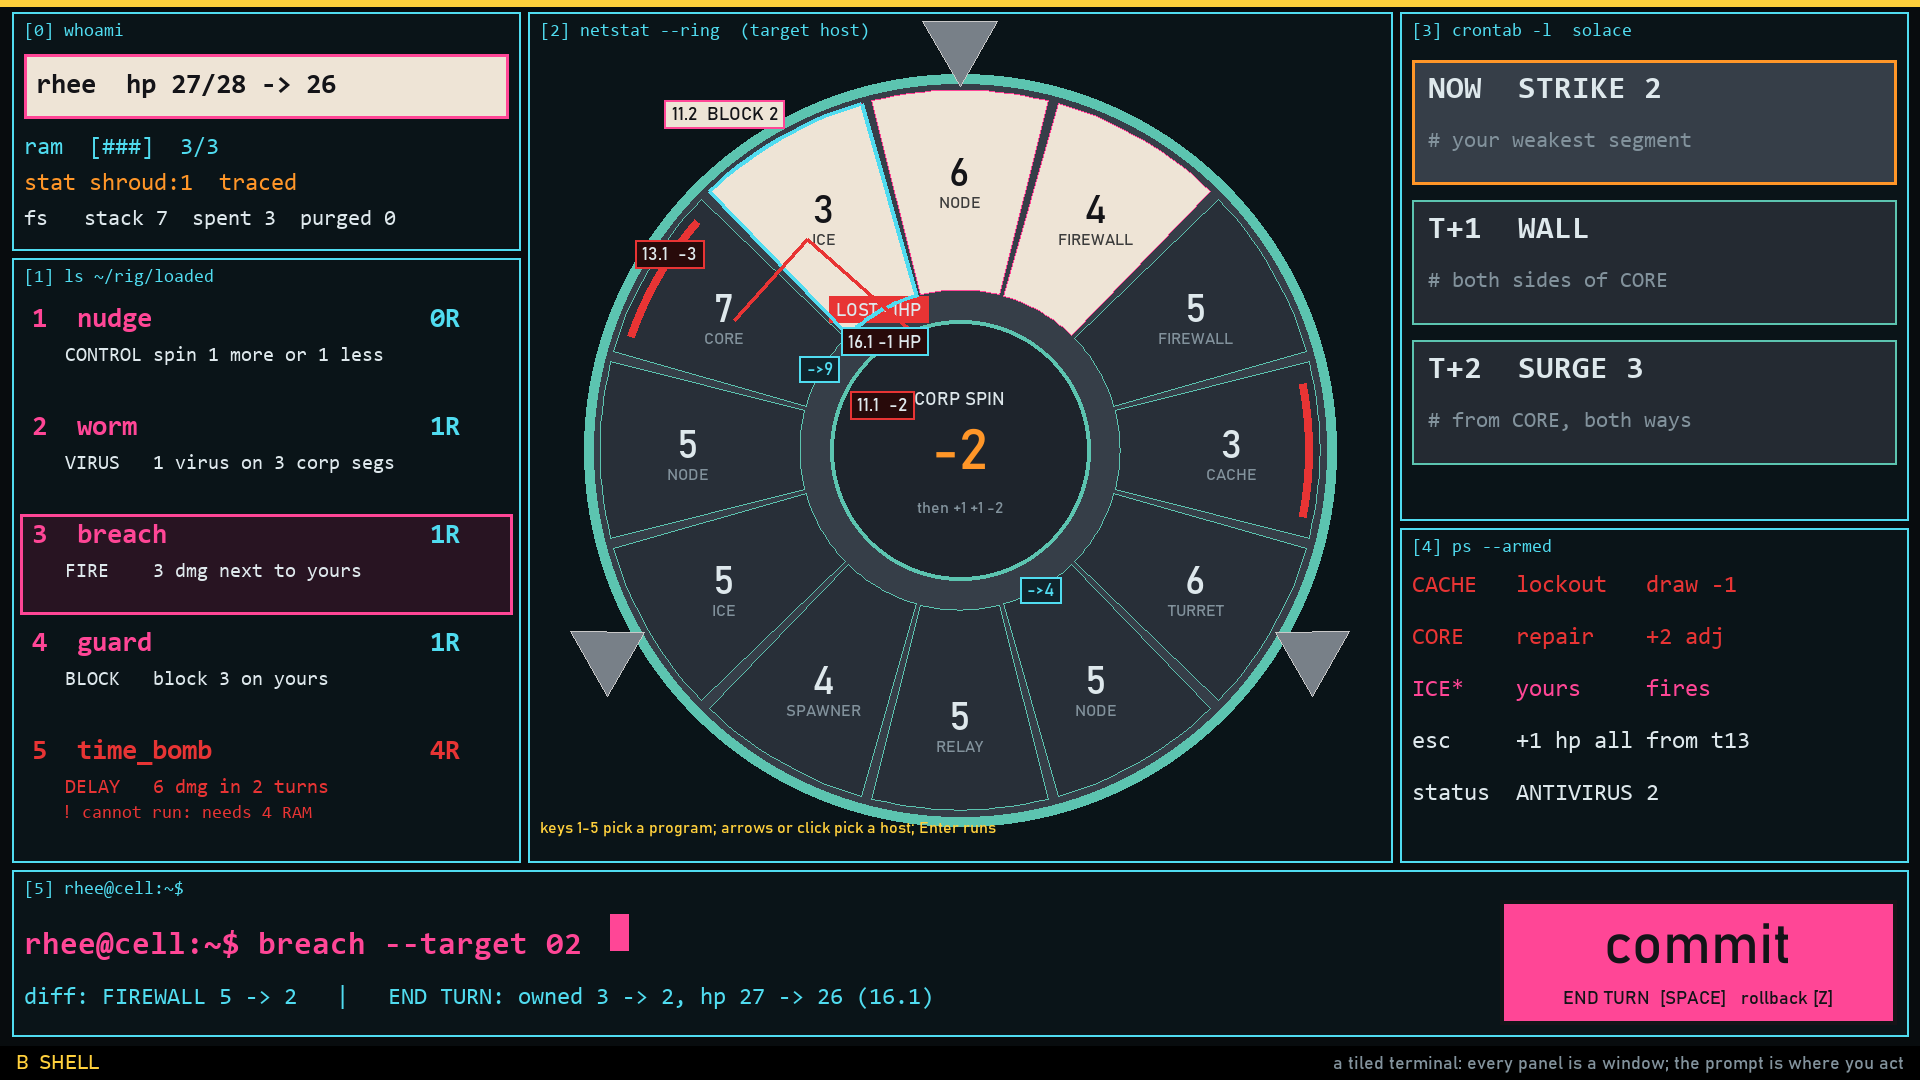 [0] whoami
rhee  hp 27/28 -> 26
ram  [###]  3/3
stat shroud:1  traced
fs   stack 7  spent 3  purged 0
[1] ls ~/rig/loaded
1  nudge  0R
CONTROL spin 1 more or 1 less
2  worm  1R
VIRUS   1 virus on 3 corp segs
3  breach  1R
FIRE    3 dmg next to yours
4  guard  1R
BLOCK   block 3 on yours
5  time_bomb  4R
DELAY   6 dmg in 2 turns
! cannot run: needs 4 RAM
[2] netstat --ring  (target host)
11.2  BLOCK 2
6
NODE
3
ICE
4
FIREWALL
13.1  -3
7
CORE
5
FIREWALL
LOST -1HP
16.1 -1 HP
->9
11.1  -2
CORP SPIN
-2
then +1 +1 -2
5
NODE
3
CACHE
5
ICE
6
TURRET
->4
4
SPAWNER
5
NODE
5
RELAY
keys 1-5 pick a program; arrows or click pick a host; Enter runs
[3] crontab -l  solace
NOW  STRIKE 2
# your weakest segment
T+1  WALL
# both sides of CORE
T+2  SURGE 3
# from CORE, both ways
[4] ps --armed
CACHE   lockout   draw -1
CORE    repair    +2 adj
ICE*    yours     fires
esc     +1 hp all from t13
status  ANTIVIRUS 2
[5] rhee@cell:~$
rhee@cell:~$ breach --target 02
diff: FIREWALL 5 -> 2   |   END TURN: owned 3 -> 2, hp 27 -> 26 (16.1)
commit
END TURN  [SPACE]   rollback [Z]
B SHELL
a tiled terminal: every panel is a window; the prompt is where you act